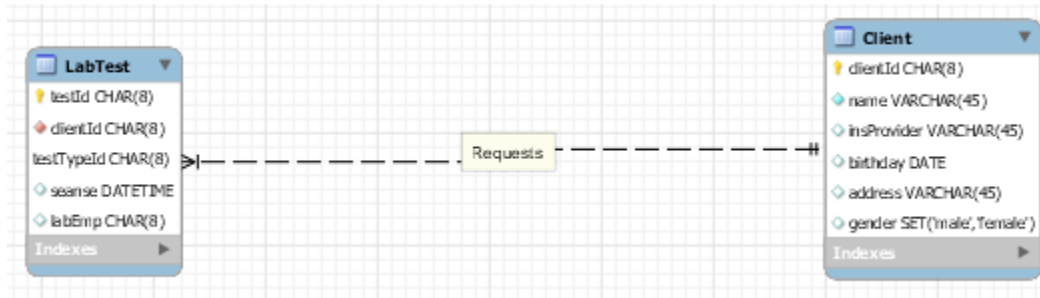 LabTest
testId CHAR(8)
clientId CHAR(8)
testTypeId CHAR(8)
seanse DATETIME
labEmp CHAR(8)
Indexes
Requests
Client
clientId CHAR(8)
name VARCHAR(45)
insProvider VARCHAR(45)
birthday DATE
address VARCHAR(45)
gender SET('male','female')
Indexes